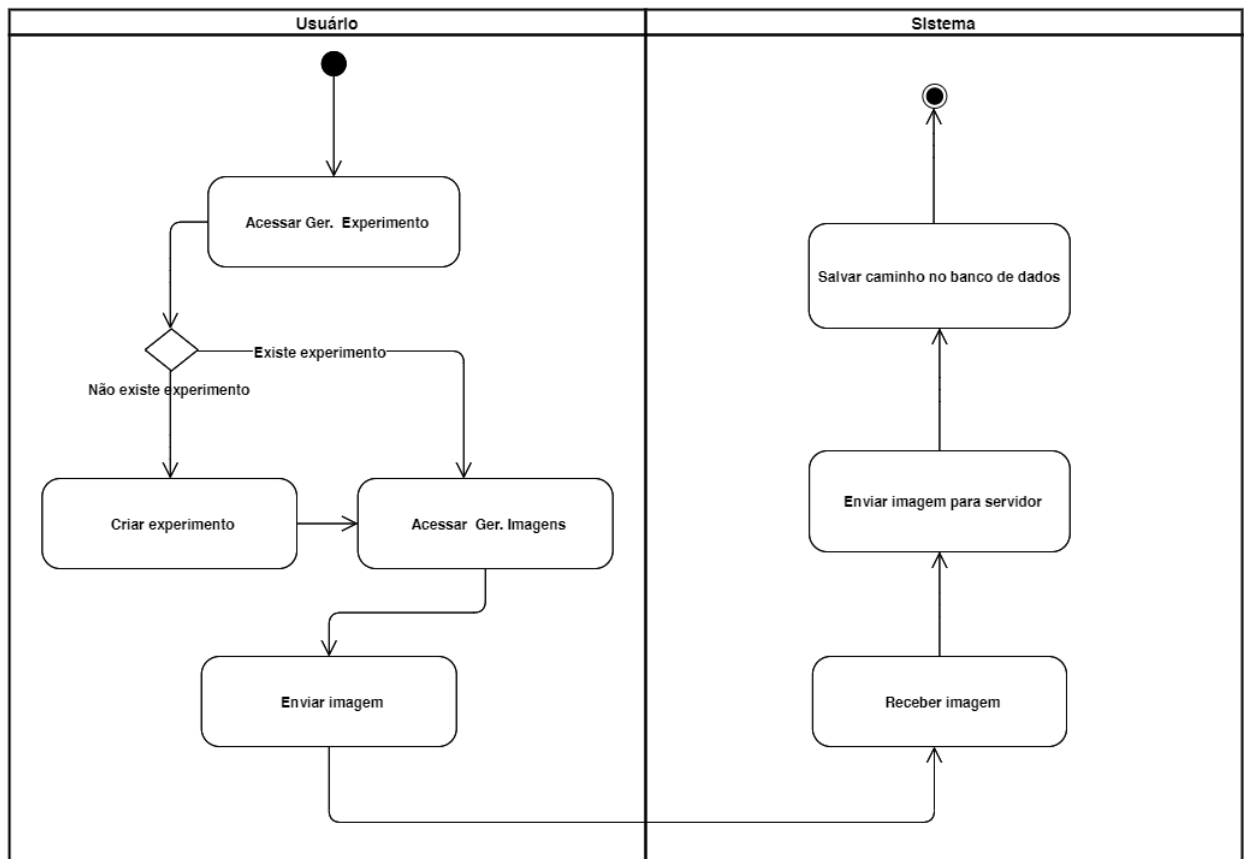 Usuário
Sistema
Acessar Ger. Experimento
Existe experimento
Não existe experimento
Criar experimento
Acessar Ger. Imagens
Enviar imagem
Salvar caminho no banco de dados
Enviar imagem para servidor
Receber imagem